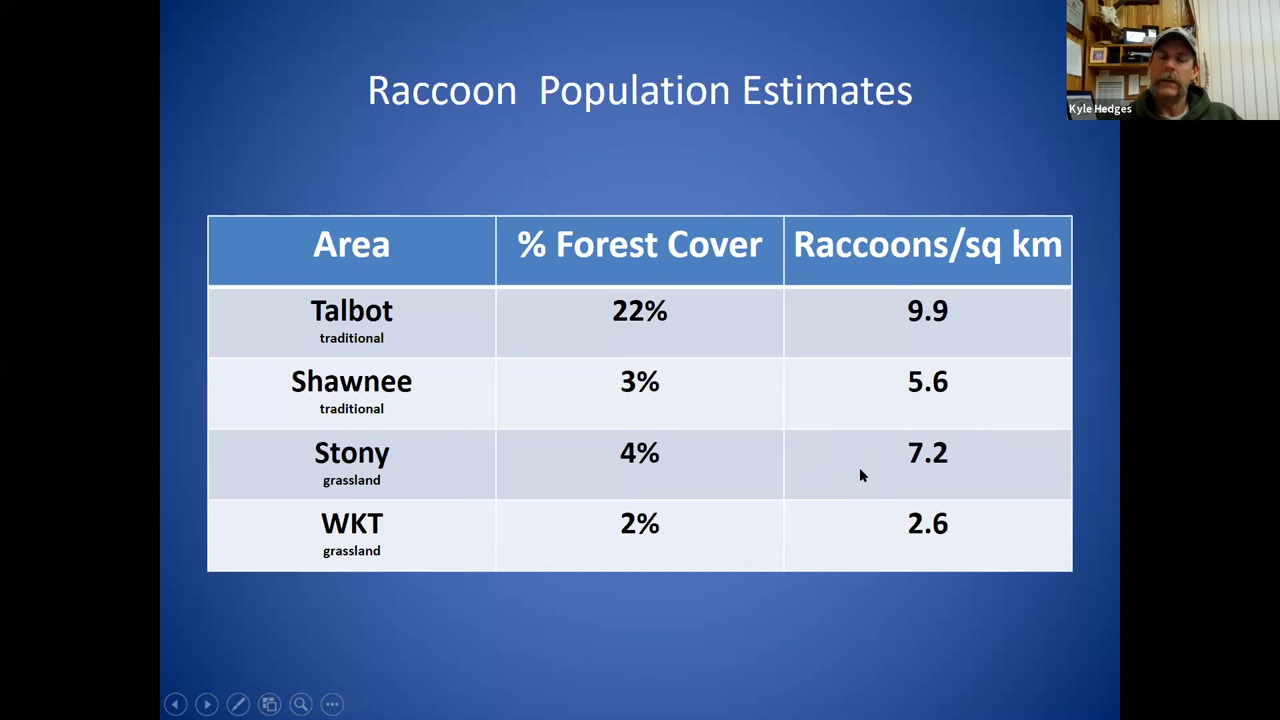 Raccoon  Population Estimates
Kyle Hedges
Area % Forest Cover Raccoons/sq km
Talbot 22% 9.9
traditional
Shawnee 3% 5.6
traditional
Stony 4% 7.2
grassland
WKT 2% 2.6
grassland